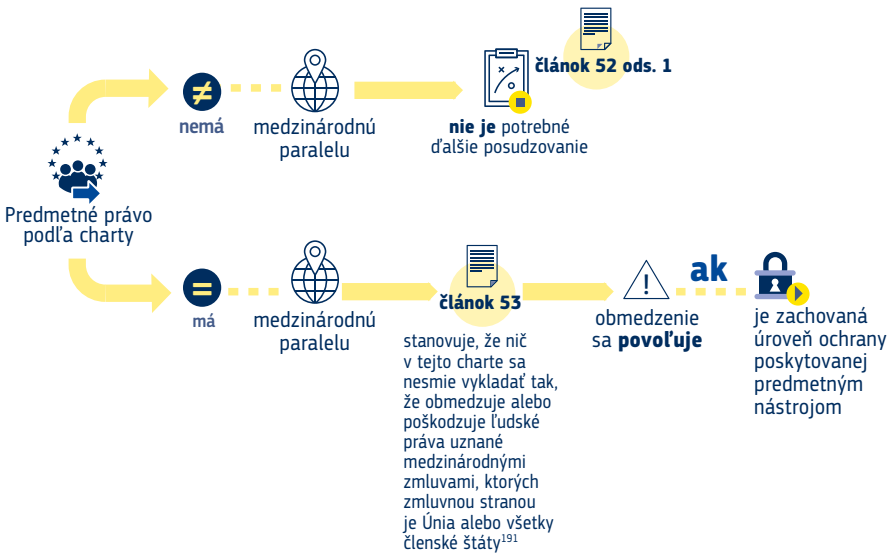 Predmetné právo
podľa charty
≠
nemá
medzinárodnú
paralelu
článok 52 ods. 1
nie je potrebné
ďalšie posudzovanie
=
má
medzinárodnú
paralelu
článok 53
stanovuje, že nič
v tejto charte sa
nesmie vykladať tak,
že obmedzuje alebo
poškodzuje ľudské
práva uznané
medzinárodnými
zmluvami, ktorých
zmluvnou stranou
je Únia alebo všetky
členské štáty191
obmedzenie
sa povoľuje
ak
je zachovaná
úroveň ochrany
poskytovanej
predmetným
nástrojom